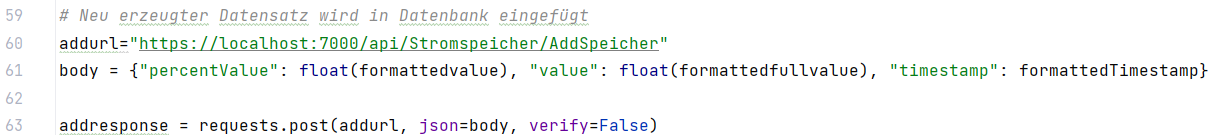 59 # Neu erzeugter Datensatz wird in Datenbank eingefügt
60 addurl="https://localhost:7000/api/Stromspeicher/AddSpeicher"
61 body = {"percentValue": float(formattedvalue), "value": float(formattedfullvalue), "timestamp": formattedTimestamp}
62
63 addresponse = requests.post(addurl, json=body, verify=False)